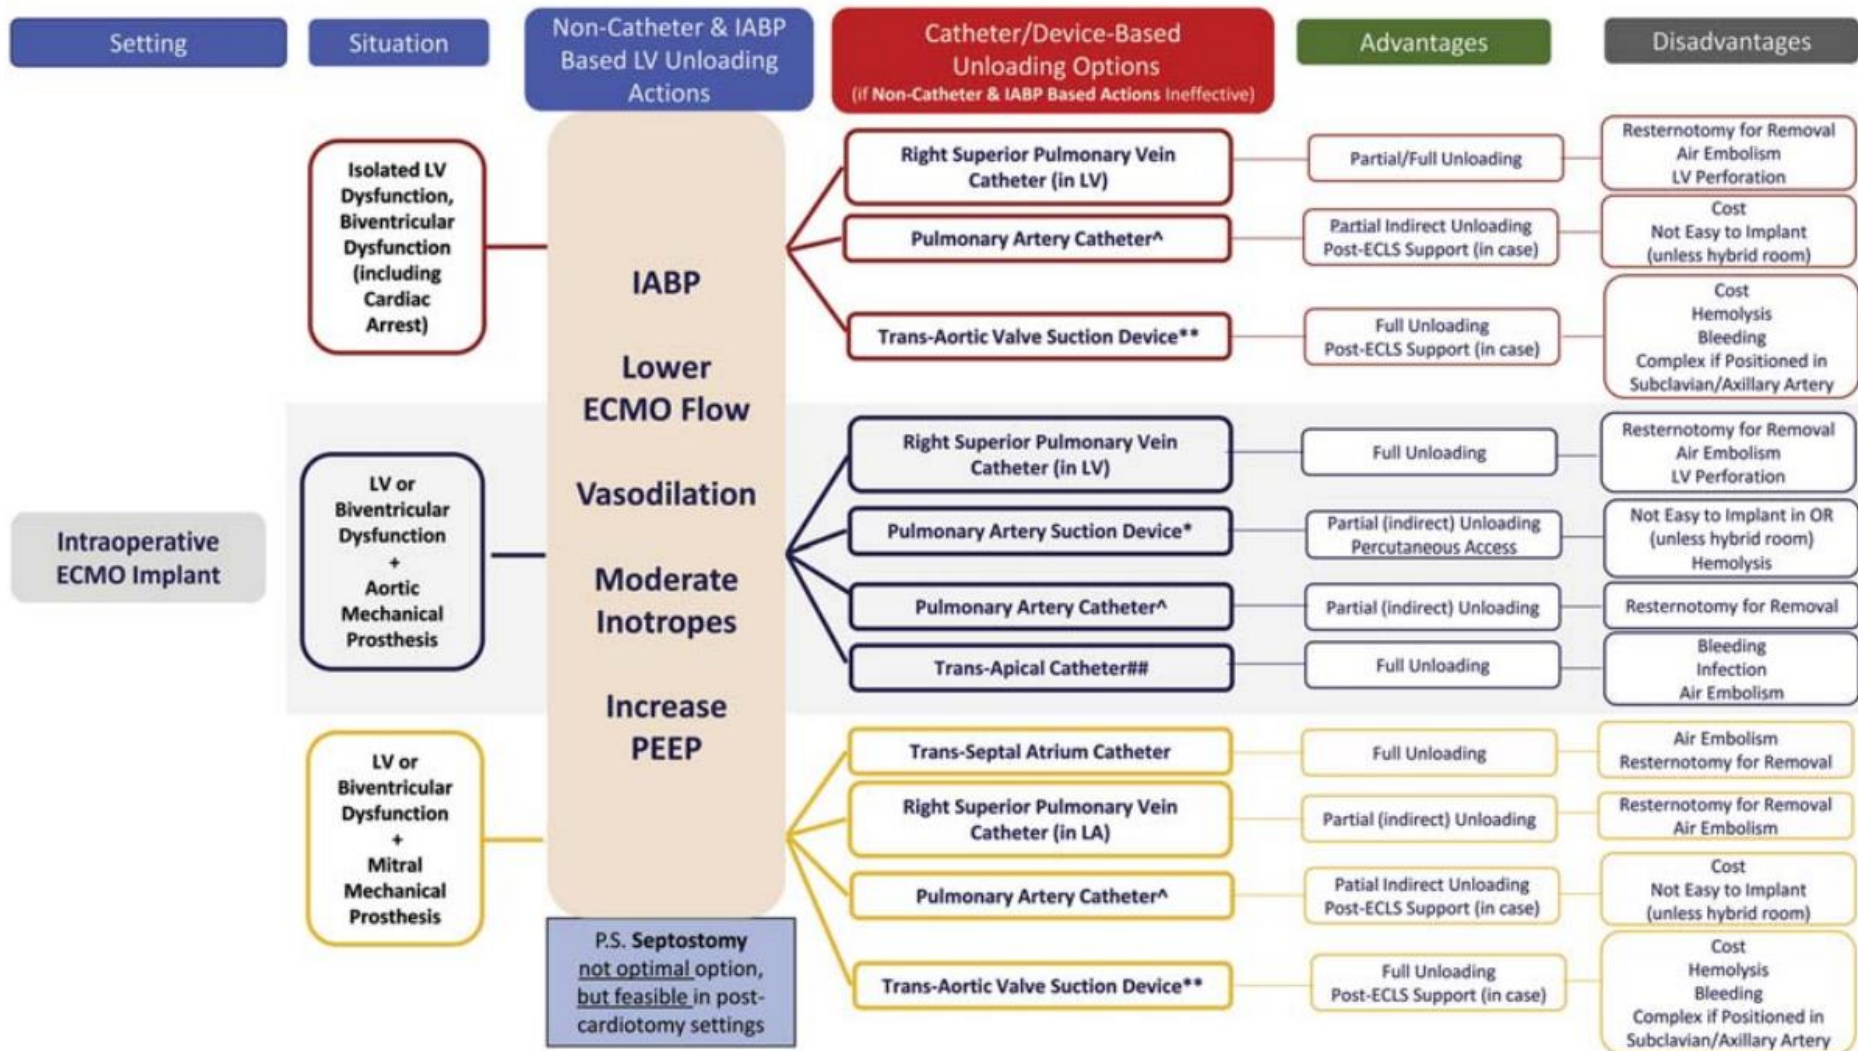 Setting
Situation
Non-Catheter & IABP
Based LV Unloading
Actions
Catheter/Device-Based
Unloading Options
(if Non-Catheter & IABP Based Actions Ineffective)
Advantages
Disadvantages
Intraoperative
ECMO Implant
Isolated LV
Dysfunction,
Biventricular
Dysfunction
(including
Cardiac
Arrest)
LV or
Biventricular
Dysfunction
+
Aortic
Mechanical
Prosthesis
LV or
Biventricular
Dysfunction
+
Mitral
Mechanical
Prosthesis
IABP
Lower
ECMO Flow
Vasodilation
Moderate
Inotropes
Increase
PEEP
P.S. Septostomy
not optimal option,
but feasible in post-
cardiotomy settings
Right Superior Pulmonary Vein
Catheter (in LV)
Partial/Full Unloading
Resternotomy for Removal
Air Embolism
LV Perforation
Pulmonary Artery Catheter^
Partial Indirect Unloading
Post-ECLS Support (in case)
Cost
Not Easy to Implant
(unless hybrid room)
Trans-Aortic Valve Suction Device**
Full Unloading
Post-ECLS Support (in case)
Cost
Hemolysis
Bleeding
Complex if Positioned in
Subclavian/Axillary Artery
Right Superior Pulmonary Vein
Catheter (in LV)
Full Unloading
Resternotomy for Removal
Air Embolism
LV Perforation
Pulmonary Artery Suction Device*
Partial (indirect) Unloading
Percutaneous Access
Not Easy to Implant in OR
(unless hybrid room)
Hemolysis
Pulmonary Artery Catheter^
Partial (indirect) Unloading
Resternotomy for Removal
Trans-Apical Catheter##
Full Unloading
Bleeding
Infection
Air Embolism
Trans-Septal Atrium Catheter
Full Unloading
Air Embolism
Resternotomy for Removal
Right Superior Pulmonary Vein
Catheter (in LA)
Partial (indirect) Unloading
Resternotomy for Removal
Air Embolism
Pulmonary Artery Catheter^
Patial Indirect Unloading
Post-ECLS Support (in case)
Cost
Not Easy to Implant
(unless hybrid room)
Trans-Aortic Valve Suction Device**
Full Unloading
Post-ECLS Support (in case)
Cost
Hemolysis
Bleeding
Complex if Positioned in
Subclavian/Axillary Artery